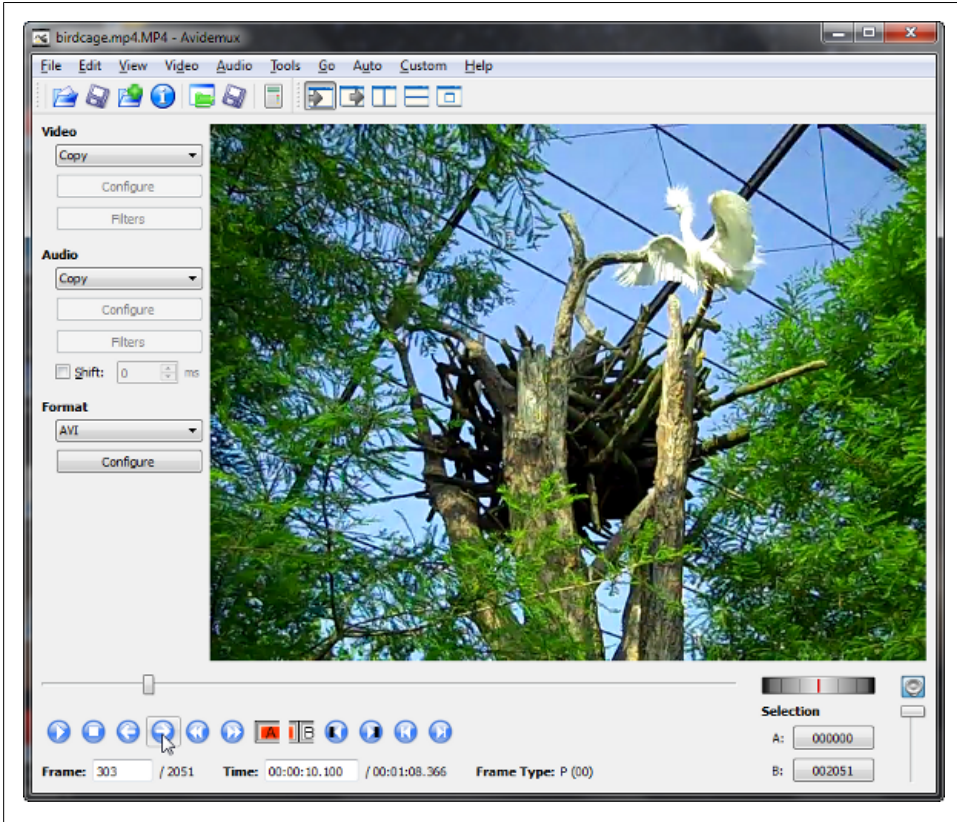 birdcage.mp4.MP4 - Avidemux
File Edit View Video Audio Tools Go Auto Custom Help
Video
Copy
Configure
Filters
Audio
Copy
Configure
Filters
Shift: 0 ms
Format
AVI
Configure
A B
Selection
A: 000000
Frame: 303 / 2051 Time: 00:00:10.100 / 00:01:08.366 Frame Type: P (00)
B: 002051